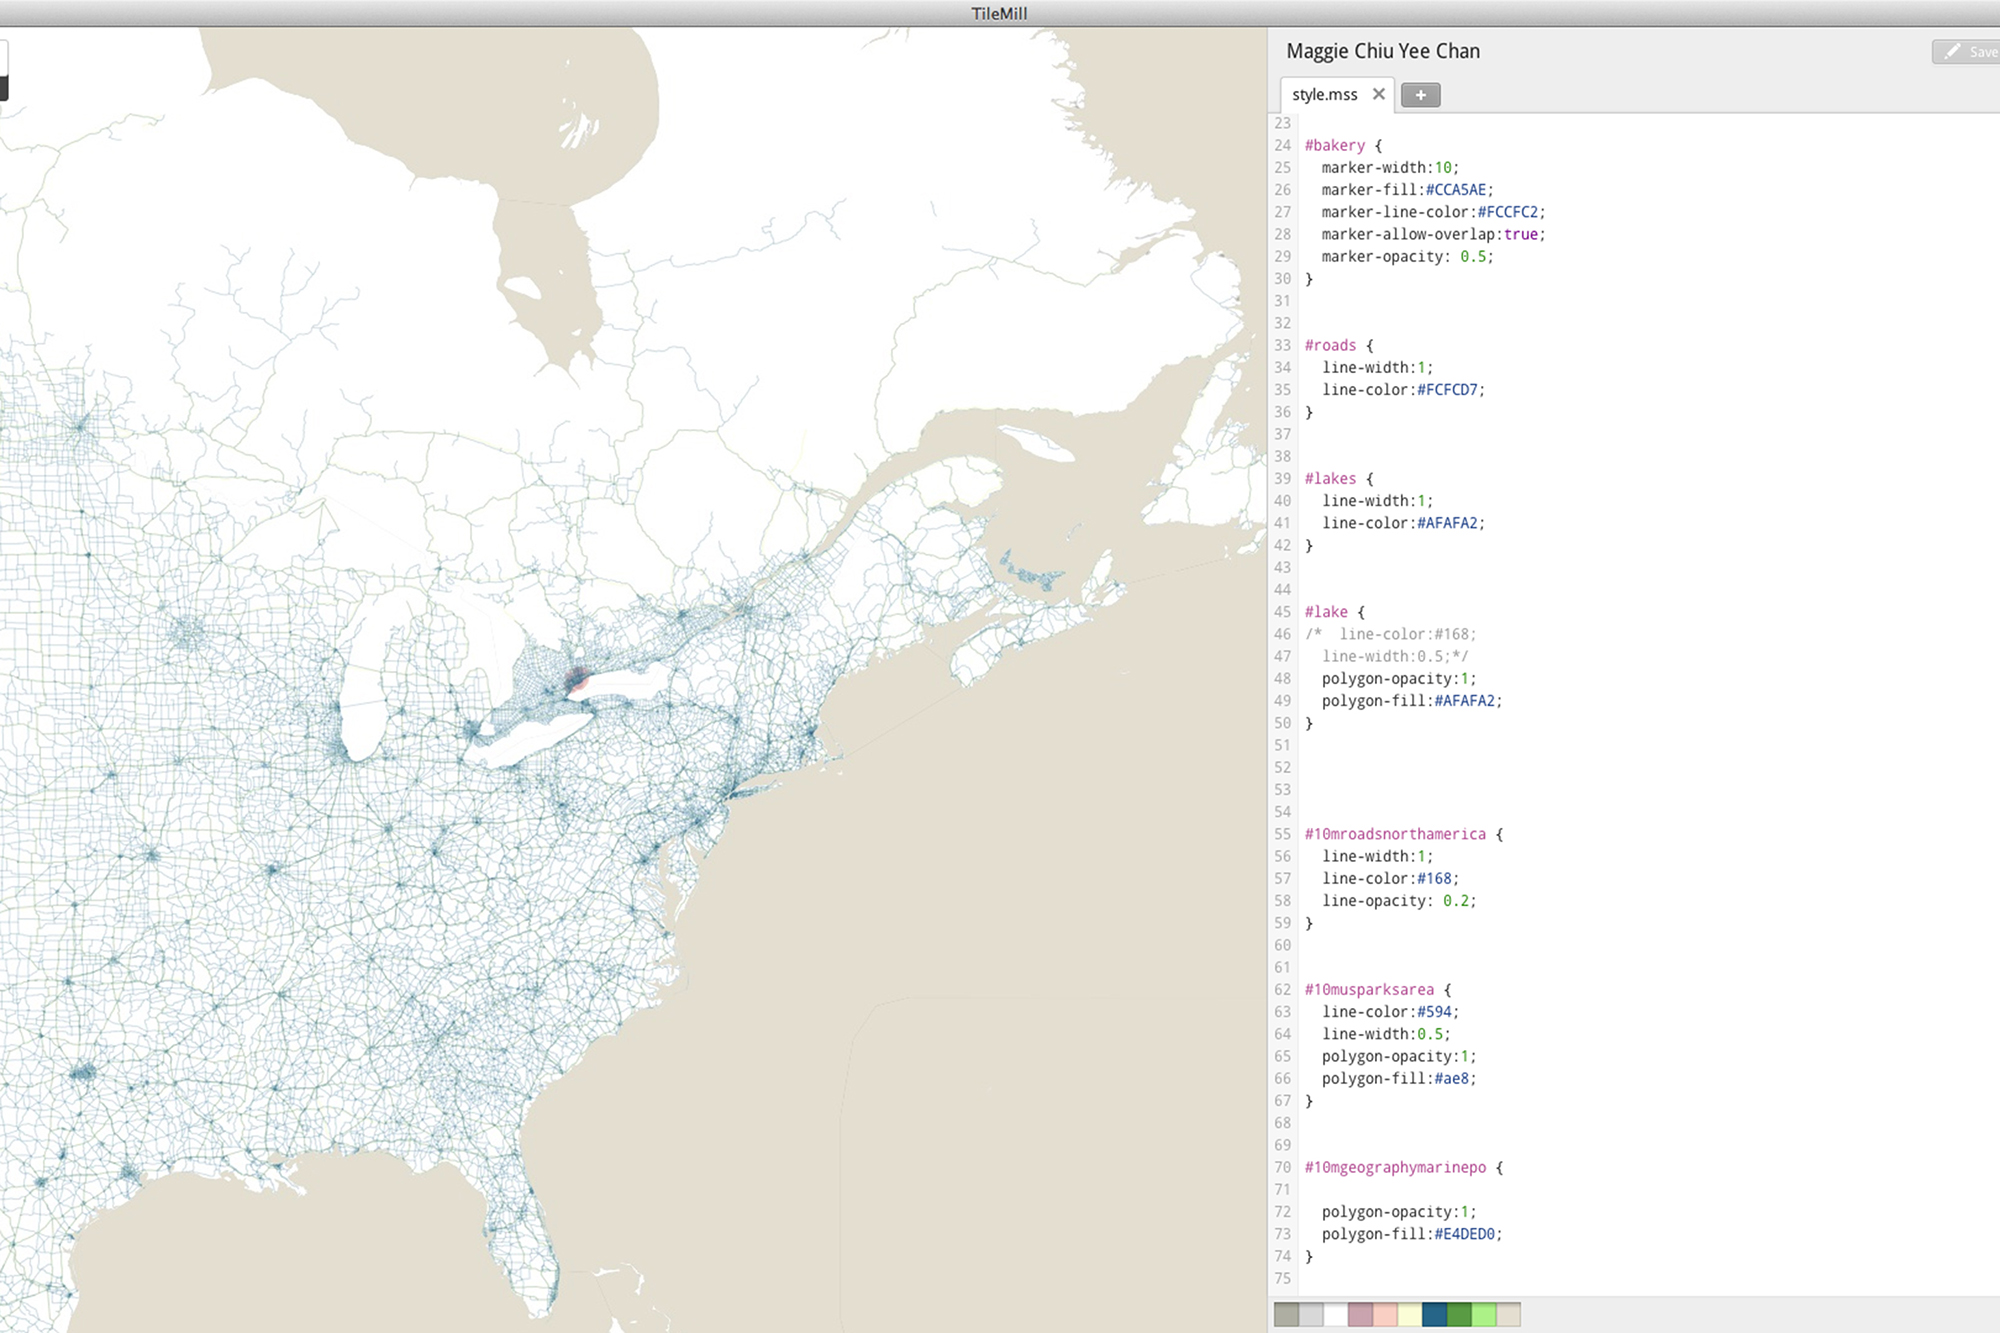 TileMill
Maggie Chiu Yee Chan
Save
style.mss
+
23
24 #bakery {
25 marker-width:10;
26 marker-fill:#CCA5AE;
27 marker-line-color:#FCCFC2;
28 marker-allow-overlap:true;
29 marker-opacity: 0.5;
30 }
31
32
33 #roads {
34 line-width:1;
35 line-color:#FCFCD7;
36 }
37
38
39 #lakes {
40 line-width:1;
41 line-color:#AFAFA2;
42 }
43
44
45 #lake {
46 /* line-color:#168;
47 line-width:0.5;*/
48 polygon-opacity:1;
49 polygon-fill:#AFAFA2;
50 }
51
52
53
54
55 #10mroadsnorthamerica {
56 line-width:1;
57 line-color:#168;
58 line-opacity: 0.2;
59 }
60
61
62 #10musparksarea {
63 line-color:#594;
64 line-width:0.5;
65 polygon-opacity:1;
66 polygon-fill:#ae8;
67 }
68
69
70 #10mgeographymarinepo {
71
72 polygon-opacity:1;
73 polygon-fill:#E4DED0;
74 }
75